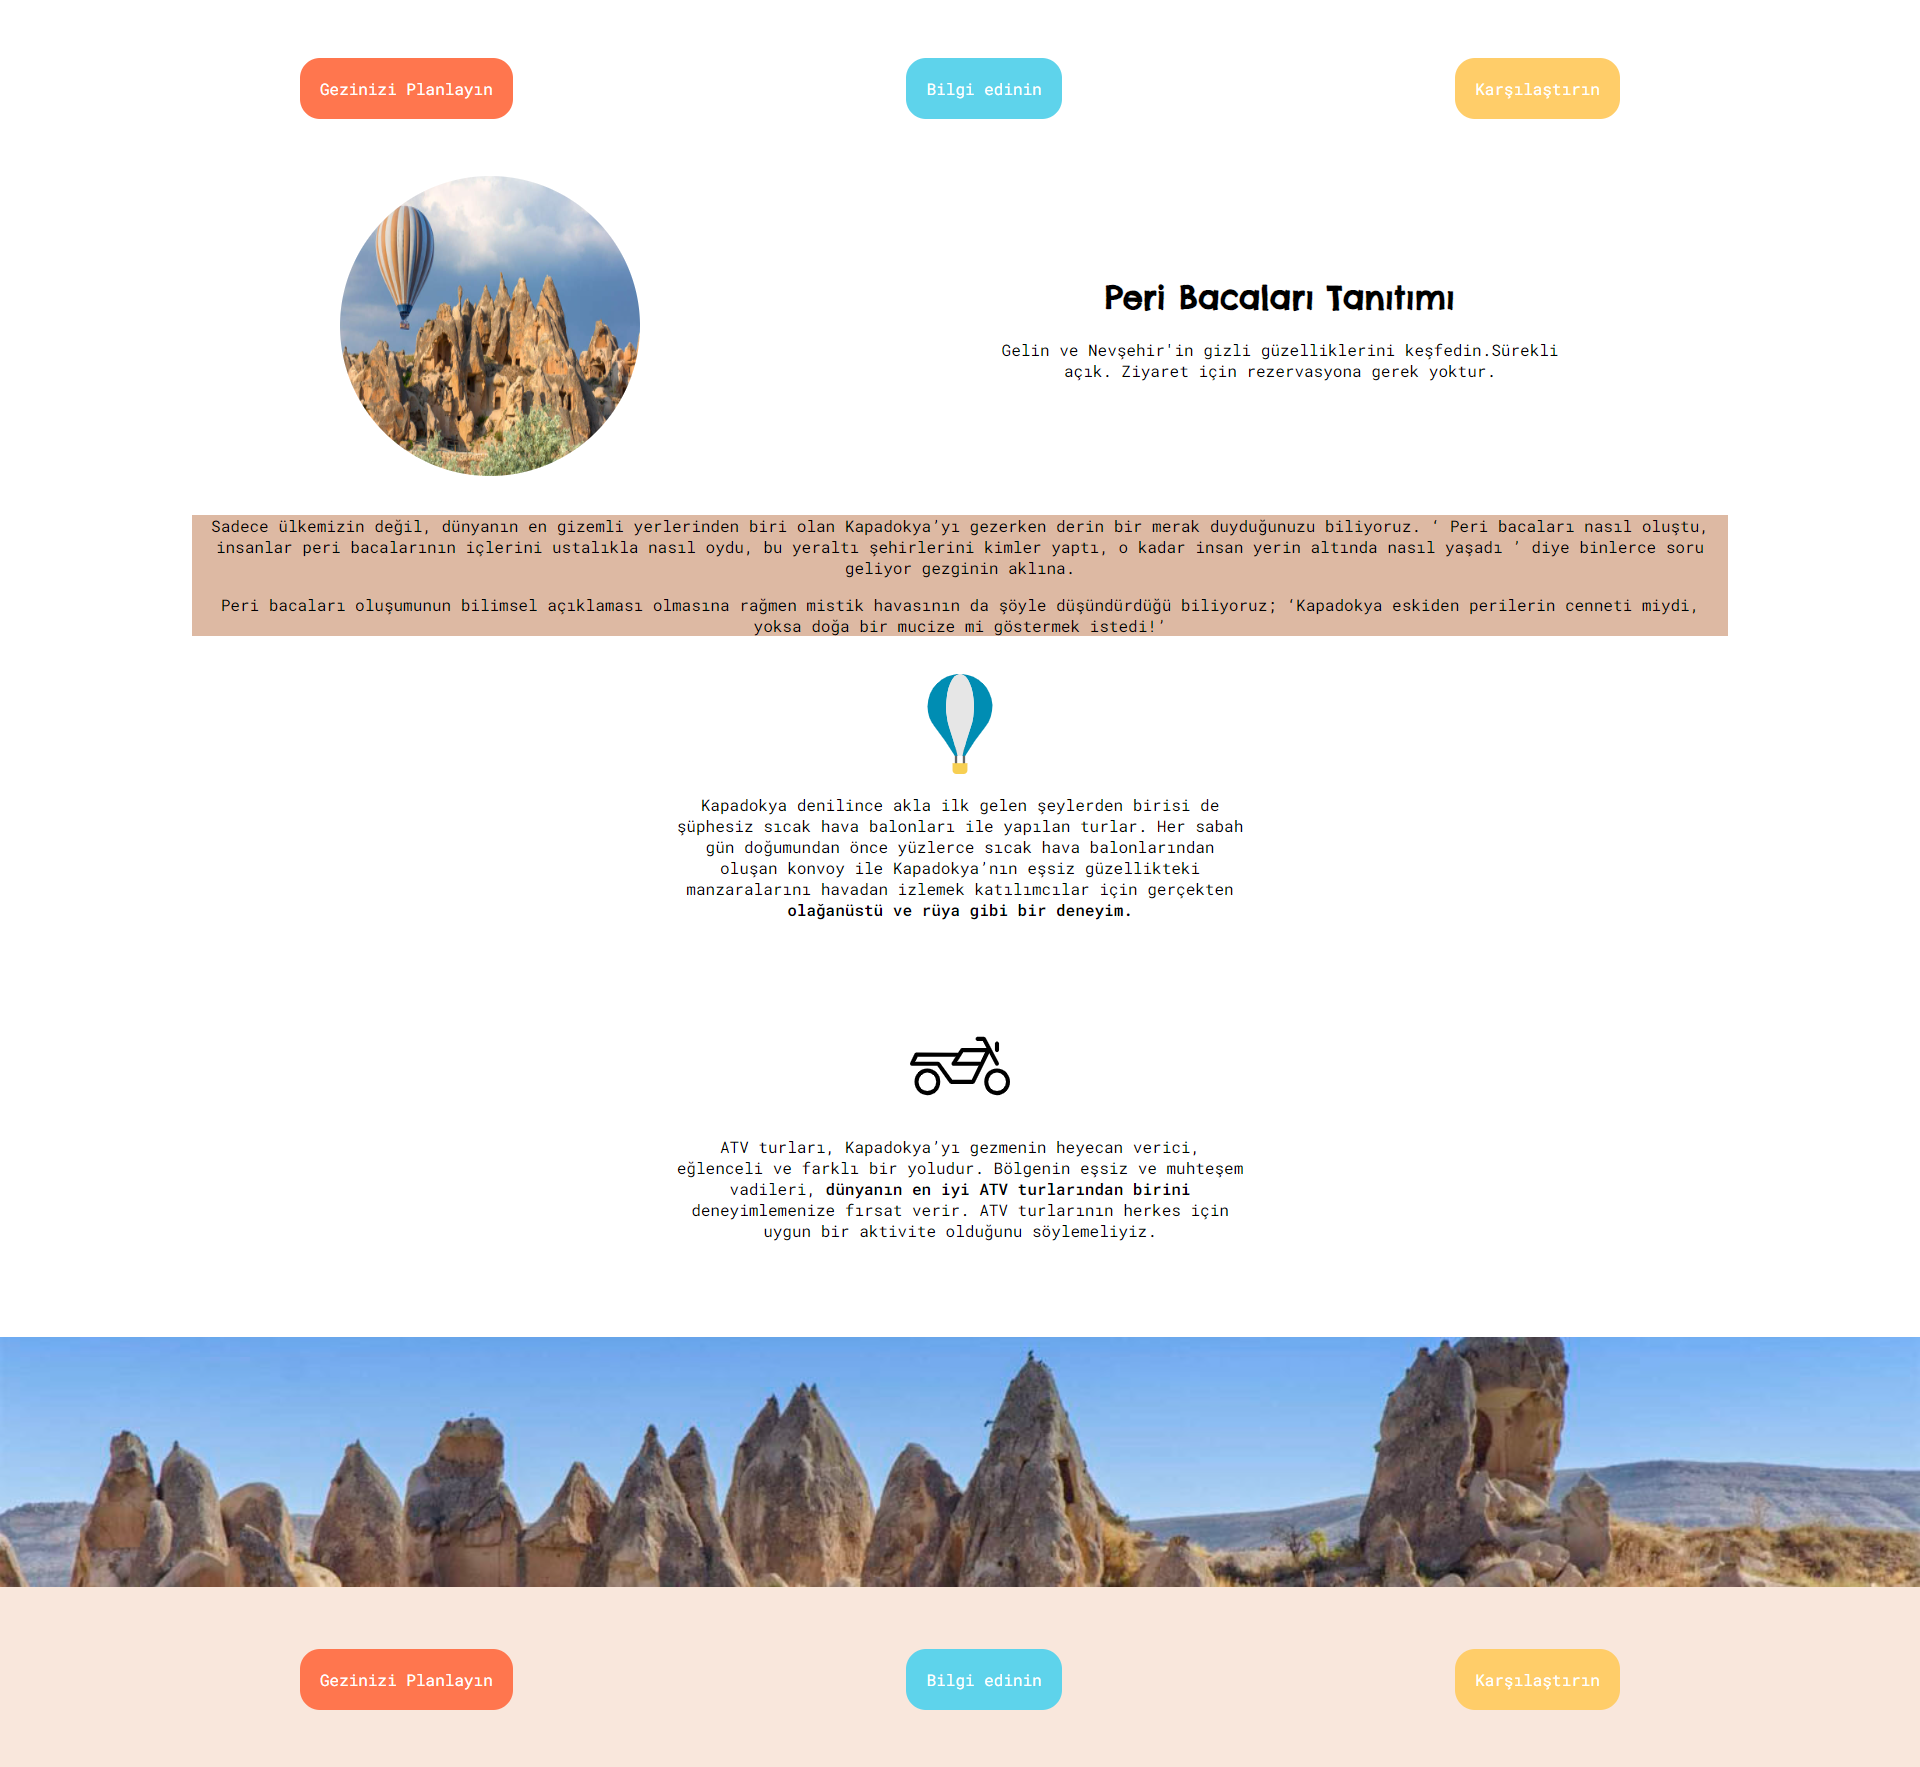 Gezinizi Planlayın
Bilgi edinin
Karşılaştırın
Peri Bacaları Tanıtımı
Gelin ve Nevşehir'in gizli güzelliklerini keşfedin.Sürekli
açık. Ziyaret için rezervasyona gerek yoktur.
Sadece ülkemizin değil, dünyanın en gizemli yerlerinden biri olan Kapadokya’yı gezerken derin bir merak duyduğunuzu biliyoruz. ‘ Peri bacaları nasıl oluştu,
insanlar peri bacalarının içlerini ustalıkla nasıl oydu, bu yeraltı şehirlerini kimler yaptı, o kadar insan yerin altında nasıl yaşadı ’ diye binlerce soru
geliyor gezginin aklına.
Peri bacaları oluşumunun bilimsel açıklaması olmasına rağmen mistik havasının da şöyle düşündürdüğü biliyoruz; ‘Kapadokya eskiden perilerin cenneti miydi,
yoksa doğa bir mucize mi göstermek istedi!’
Kapadokya denilince akla ilk gelen şeylerden birisi de
şüphesiz sıcak hava balonları ile yapılan turlar. Her sabah
gün doğumundan önce yüzlerce sıcak hava balonlarından
oluşan konvoy ile Kapadokya’nın eşsiz güzellikteki
manzaralarını havadan izlemek katılımcılar için gerçekten
olağanüstü ve rüya gibi bir deneyim.
ATV turları, Kapadokya’yı gezmenin heyecan verici,
eğlenceli ve farklı bir yoludur. Bölgenin eşsiz ve muhteşem
vadileri, dünyanın en iyi ATV turlarından birini
deneyimlemenize fırsat verir. ATV turlarının herkes için
uygun bir aktivite olduğunu söylemeliyiz.
Gezinizi Planlayın
Bilgi edinin
Karşılaştırın